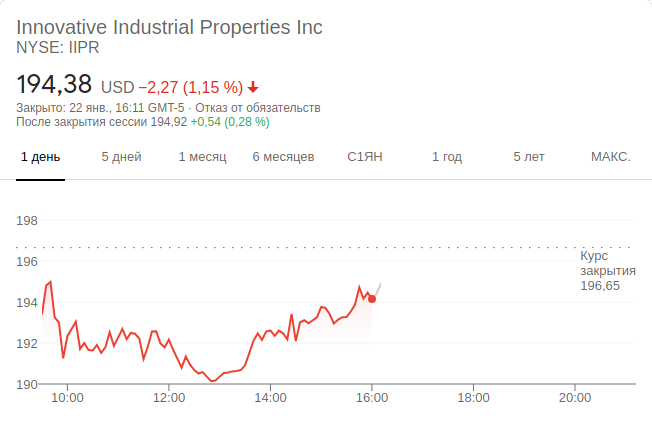 Innovative Industrial Properties Inc
NYSE: IIPR
194,38 USD −2,27 (1,15 %)
Закрыто: 22 янв., 16:11 GMT-5 · Отказ от обязательств
После закрытия сессии 194,92 +0,54 (0,28 %)
1 день 5 дней 1 месяц 6 месяцев С1ЯН 1 год 5 лет МАКС.
198
196
194
192
190
Курс
закрытия
196,65
10:00 12:00 14:00 16:00 18:00 20:00